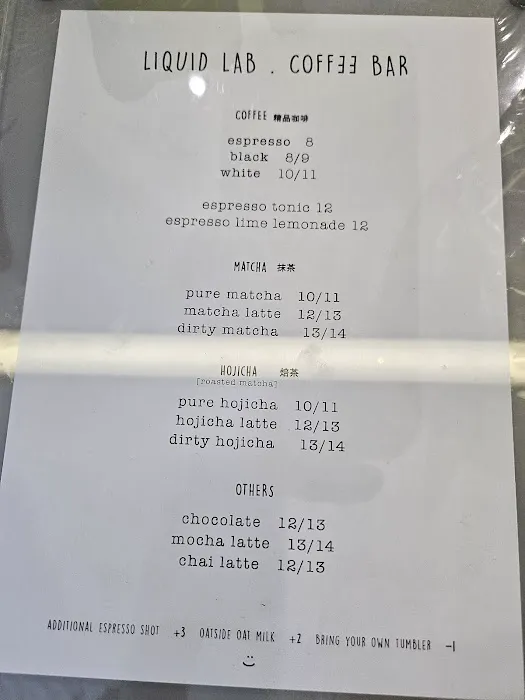 LIQUID LAB . COFFƎƎ BAR
COFFEE 精品咖啡
espresso 8
black 8/9
white 10/11
espresso tonic 12
espresso lime lemonade 12
MATCHA 抹茶
pure matcha 10/11
matcha latte 12/13
dirty matcha 13/14
HOJICHA 焙茶
[roasted matcha]
pure hojicha 10/11
hojicha latte 12/13
dirty hojicha 13/14
OTHERS
chocolate 12/13
mocha latte 13/14
chai latte 12/13
ADDITIONAL ESPRESSO SHOT +3 OATSIDE OAT MILK +2 BRING YOUR OWN TUMBLER -1